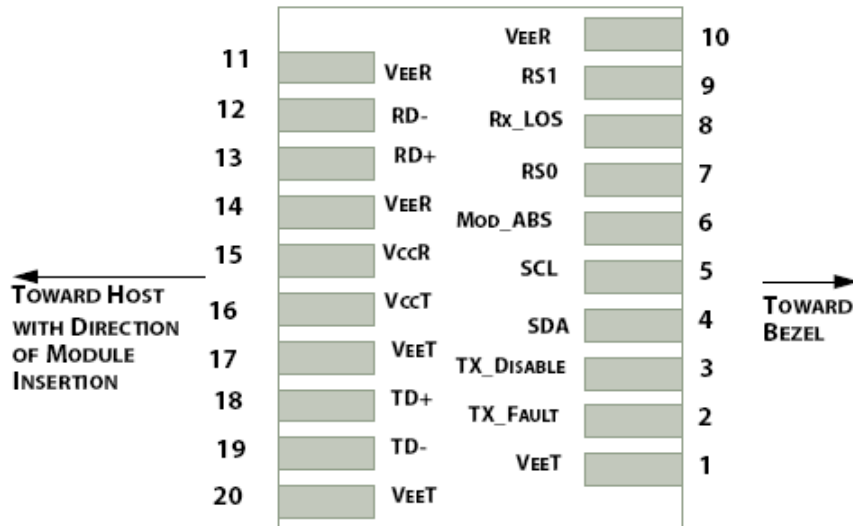 11
VEER
12
RD-
13
RD+
14
VEER
15
VCCR
16
VCCT
17
VEET
18
TD+
19
TD-
20
VEET
VEER
10
RS1
9
Rx_LOS
8
RS0
7
MOD_ABS
6
SCL
5
SDA
4
TX_DISABLE
3
TX_FAULT
2
VEET
1
TOWARD HOST
WITH DIRECTION
OF MODULE
INSERTION
TOWARD
BEZEL